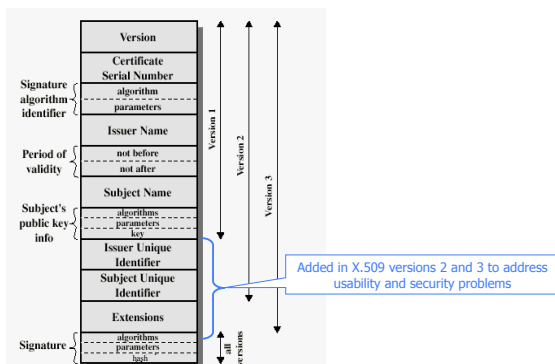 Version
Certificate
Serial Number
Signature
algorithm
identifier
algorithm
parameters
Issuer Name
Period of
validity
not before
not after
Subject Name
Subject's
public key
info
algorithms
parameters
key
Issuer Unique
Identifier
Subject Unique
Identifier
Extensions
Signature
algorithms
parameters
hash
Version 1
Version 2
Version 3
all
versions
Added in X.509 versions 2 and 3 to address
usability and security problems